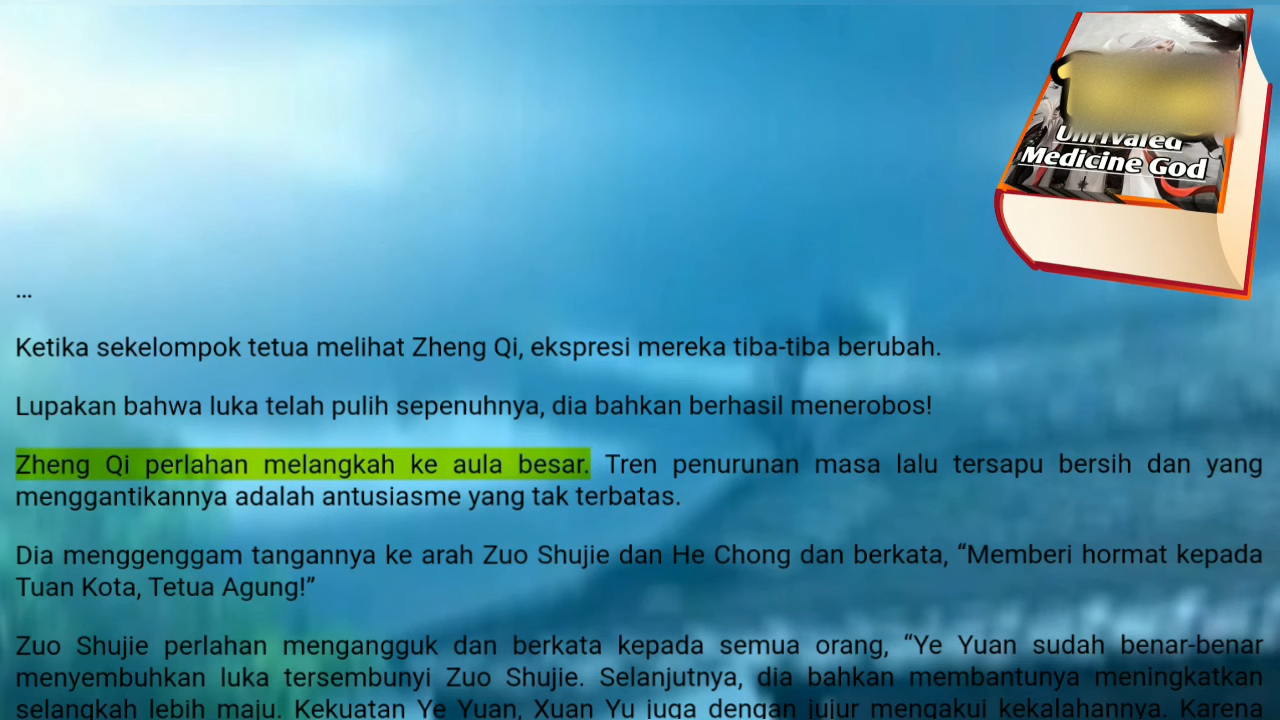 Unrivaled
Medicine God
...
Ketika sekelompok tetua melihat Zheng Qi, ekspresi mereka tiba-tiba berubah.
Lupakan bahwa luka telah pulih sepenuhnya, dia bahkan berhasil menerobos!
Zheng Qi perlahan melangkah ke aula besar. Tren penurunan masa lalu tersapu bersih dan yang
menggantikannya adalah antusiasme yang tak terbatas.
Dia menggenggam tangannya ke arah Zuo Shujie dan He Chong dan berkata, “Memberi hormat kepada
Tuan Kota, Tetua Agung!”
Zuo Shujie perlahan mengangguk dan berkata kepada semua orang, “Ye Yuan sudah benar-benar
menyembuhkan luka tersembunyi Zuo Shujie. Selanjutnya, dia bahkan membantunya meningkatkan
selangkah lebih maju. Kekuatan Ye Yuan, Xuan Yu juga dengan jujur mengakui kekalahannya. Karena